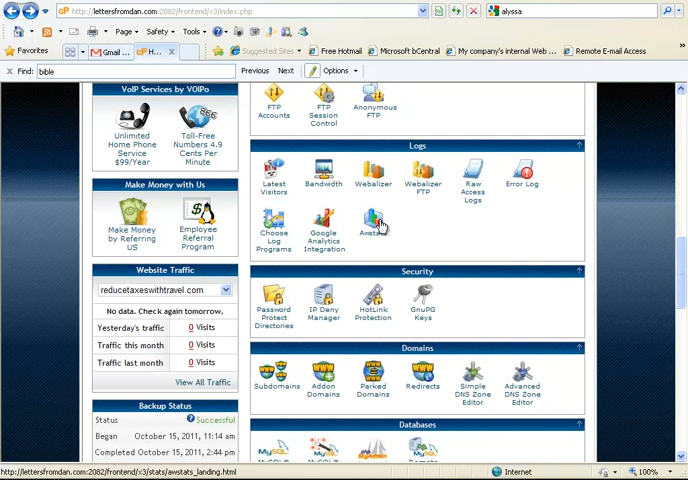 http://lettersfromdan.com:2082/frontend/x3/index.php
alyssa
Page
Safety
Tools
Favorites
Gmail ...
H...
Suggested Sites
Free Hotmail
Microsoft bCentral
My company's internal Web ...
Remote E-mail Access
Find: bible
Previous
Next
Options
VoIP Services by VOIPo
Unlimited
Home Phone
Service
$99/Year
Toll-Free
Numbers 4.9
Cents Per
Minute
Make Money with Us
Make Money
by Referring
US
Employee
Referral
Program
Website Traffic
reducetaxeswithtravel.com
No data. Check again tomorrow.
Yesterday's traffic 0 Visits
Traffic this month 0 Visits
Traffic last month 0 Visits
View All Traffic
Backup Status
Status Successful
Began October 15, 2011, 11:14 am
Completed October 15, 2011, 2:44 pm
FTP
Accounts
FTP
Session
Control
Anonymous
FTP
Logs
Latest
Visitors
Bandwidth
Webalizer
Webalizer
FTP
Raw
Access
Logs
Error Log
Choose
Log
Programs
Google
Analytics
Integration
Security
Password
Protect
Directories
IP Deny
Manager
HotLink
Protection
GnuPG
Keys
Domains
Subdomains
Addon
Domains
Parked
Domains
Redirects
Simple
DNS Zone
Editor
Advanced
DNS Zone
Editor
Databases
http://lettersfromdan.com:2082/frontend/x3/stats/awstats_landing.html
Internet
100%